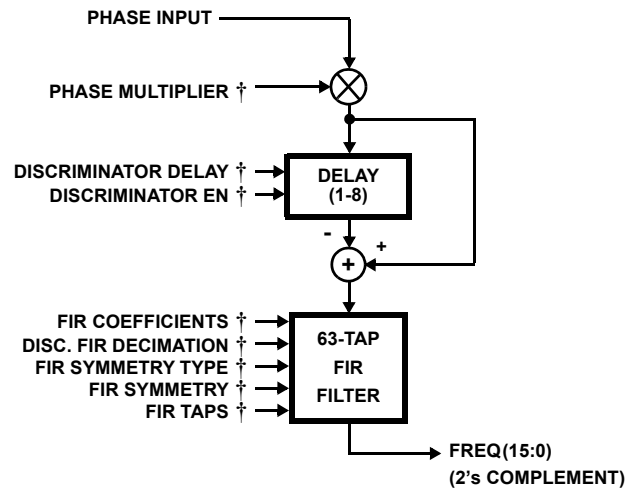 PHASE INPUT
PHASE MULTIPLIER †
DISCRIMINATOR DELAY †
DISCRIMINATOR EN †
DELAY
(1-8)
-
+
+
FIR COEFFICIENTS †
DISC. FIR DECIMATION †
FIR SYMMETRY TYPE †
FIR SYMMETRY †
FIR TAPS †
63-TAP
FIR
FILTER
FREQ(15:0)
(2’s COMPLEMENT)